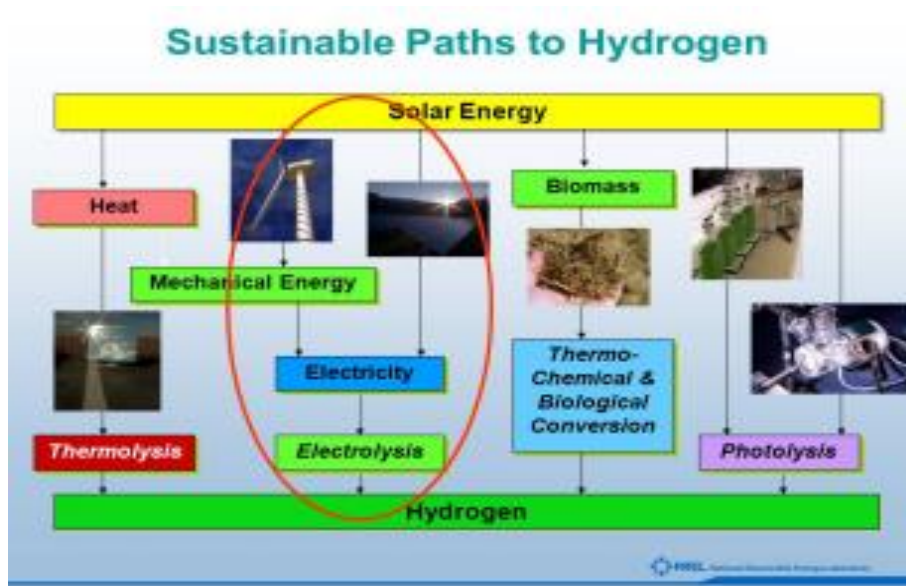 Sustainable Paths to Hydrogen
Solar Energy
Heat
Biomass
Mechanical Energy
Electricity
Thermo-
Chemical &
Biological
Conversion
Thermolysis
Electrolysis
Photolysis
Hydrogen
NREL